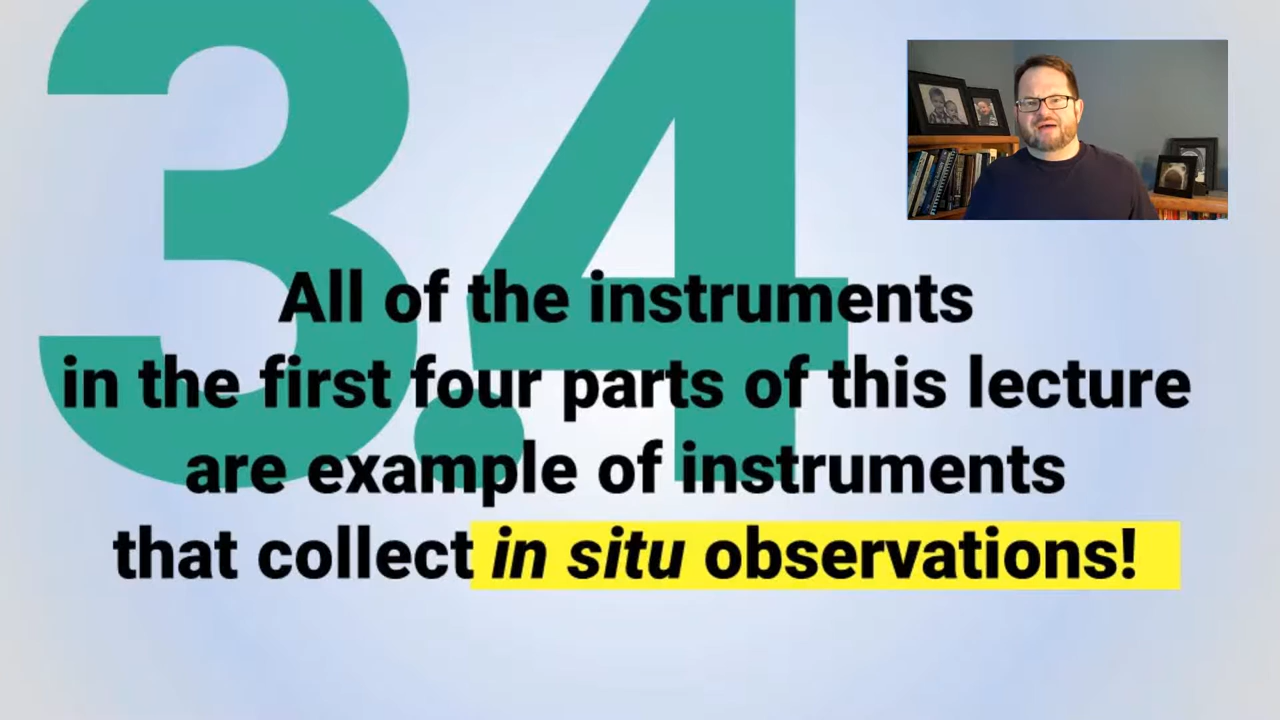 3.4
All of the instruments
in the first four parts of this lecture
are example of instruments
that collect in situ observations!